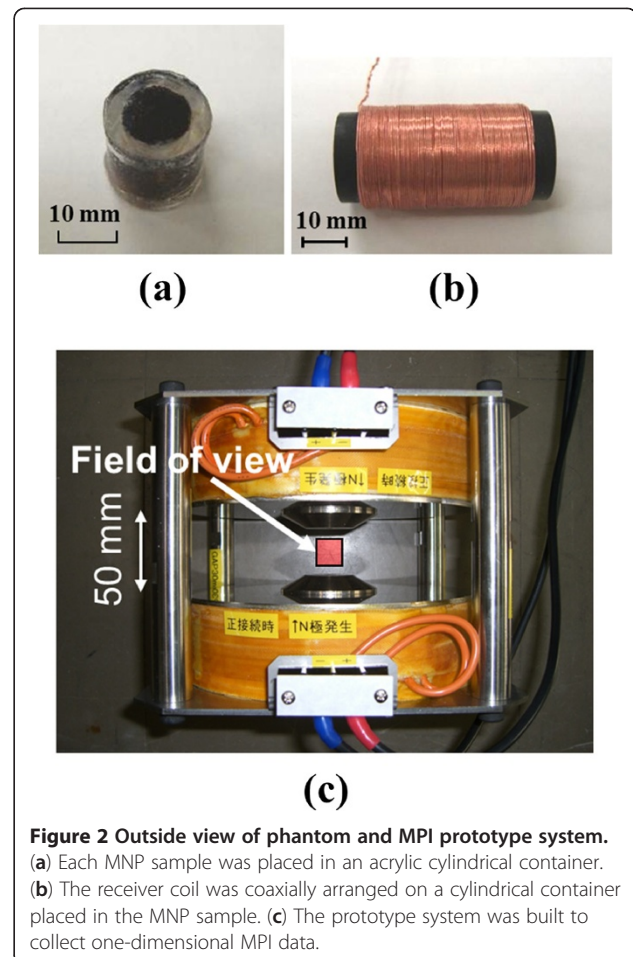 10 mm
10 mm
(a)
(b)
Field of view
50 mm
+ −
↑N極発生
正接続時
正接続時
↑N極発生
− +
(c)
Figure 2 Outside view of phantom and MPI prototype system.
(a) Each MNP sample was placed in an acrylic cylindrical container.
(b) The receiver coil was coaxially arranged on a cylindrical container
placed in the MNP sample. (c) The prototype system was built to
collect one-dimensional MPI data.